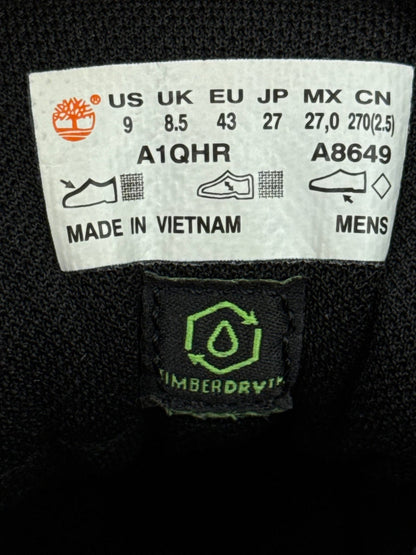 ® US UK EU JP MX CN
9 8.5 43 27 27,0 270(2.5)
A1QHR A8649
MADE IN VIETNAM MENS
TIMBERDRY™